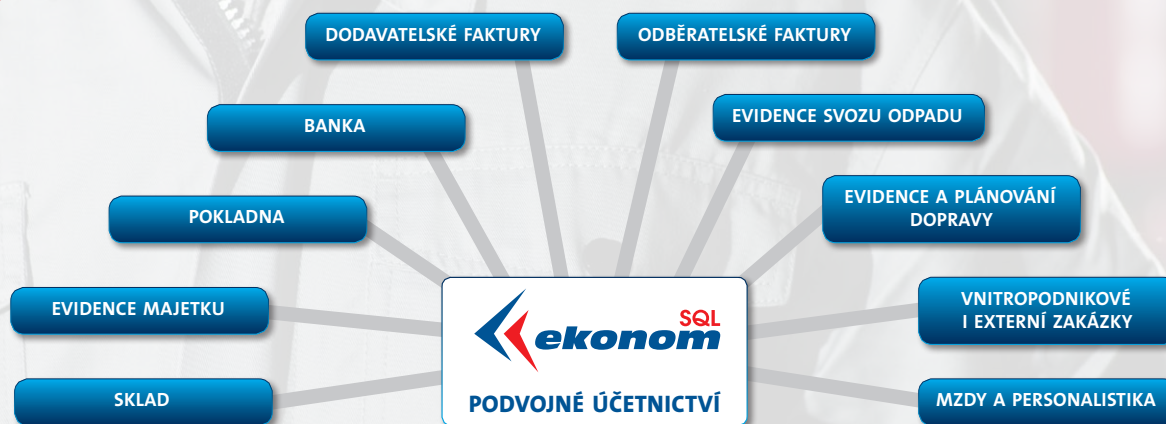 DODAVATELSKÉ FAKTURY
ODBĚRATELSKÉ FAKTURY
BANKA
EVIDENCE SVOZU ODPADU
POKLADNA
EVIDENCE A PLÁNOVÁNÍ
DOPRAVY
EVIDENCE MAJETKU
VNITROPODNIKOVÉ
I EXTERNÍ ZAKÁZKY
SQL
ekonom
SKLAD
PODVOJNÉ ÚČETNICTVÍ
MZDY A PERSONALISTIKA